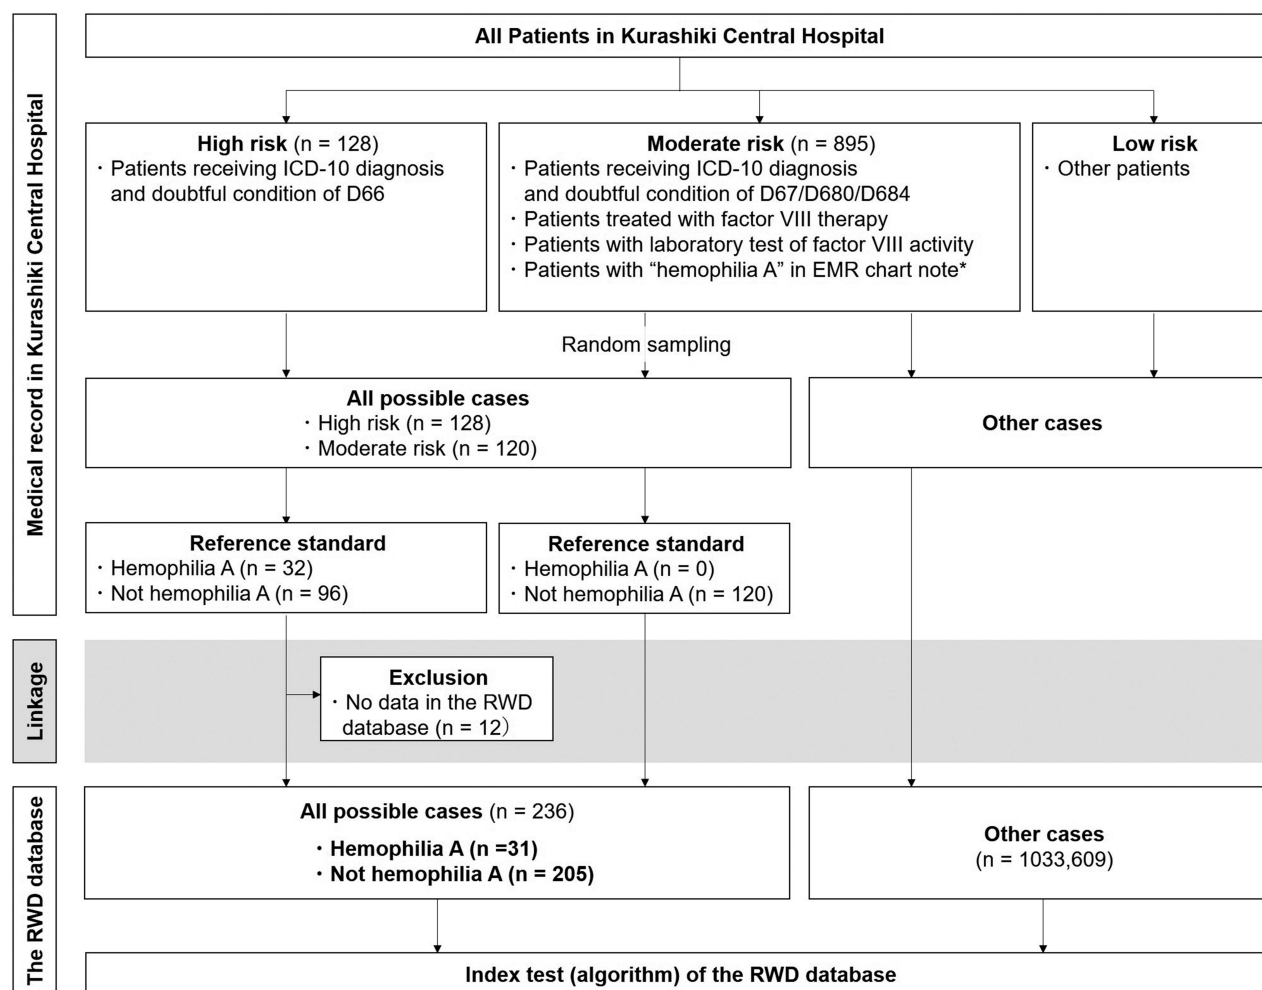 Medical record in Kurashiki Central Hospital
All Patients in Kurashiki Central Hospital
High risk (n = 128)
・Patients receiving ICD-10 diagnosis
and doubtful condition of D66
Moderate risk (n = 895)
・Patients receiving ICD-10 diagnosis
and doubtful condition of D67/D680/D684
・Patients treated with factor VIII therapy
・Patients with laboratory test of factor VIII activity
・Patients with “hemophilia A” in EMR chart note*
Low risk
・Other patients
Random sampling
All possible cases
・High risk (n = 128)
・Moderate risk (n = 120)
Other cases
Reference standard
・Hemophilia A (n = 32)
・Not hemophilia A (n = 96)
Reference standard
・Hemophilia A (n = 0)
・Not hemophilia A (n = 120)
Linkage
Exclusion
・No data in the RWD
database (n = 12）
The RWD database
All possible cases (n = 236)
・Hemophilia A (n =31)
・Not hemophilia A (n = 205)
Other cases
(n = 1033,609)
Index test (algorithm) of the RWD database